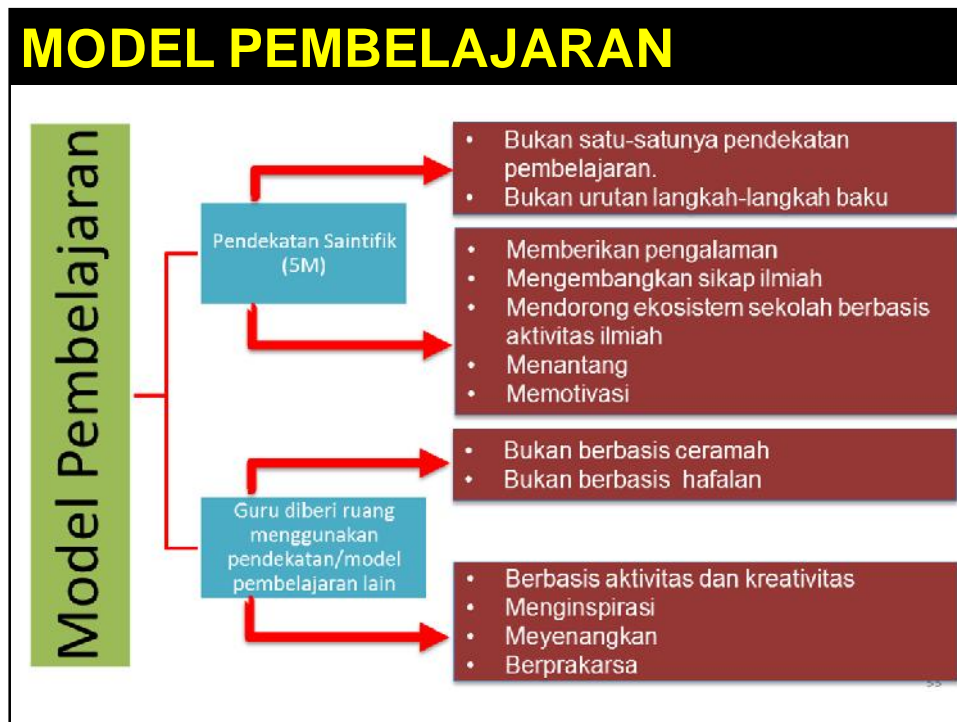 MODEL PEMBELAJARAN
Model Pembelajaran
Pendekatan Saintifik
(5M)
• Bukan satu-satunya pendekatan
pembelajaran.
• Bukan urutan langkah-langkah baku
• Memberikan pengalaman
• Mengembangkan sikap ilmiah
• Mendorong ekosistem sekolah berbasis
aktivitas ilmiah
• Menantang
• Memotivasi
Guru diberi ruang
menggunakan
pendekatan/model
pembelajaran lain
• Bukan berbasis ceramah
• Bukan berbasis hafalan
• Berbasis aktivitas dan kreativitas
• Menginspirasi
• Meyenangkan
• Berprakarsa